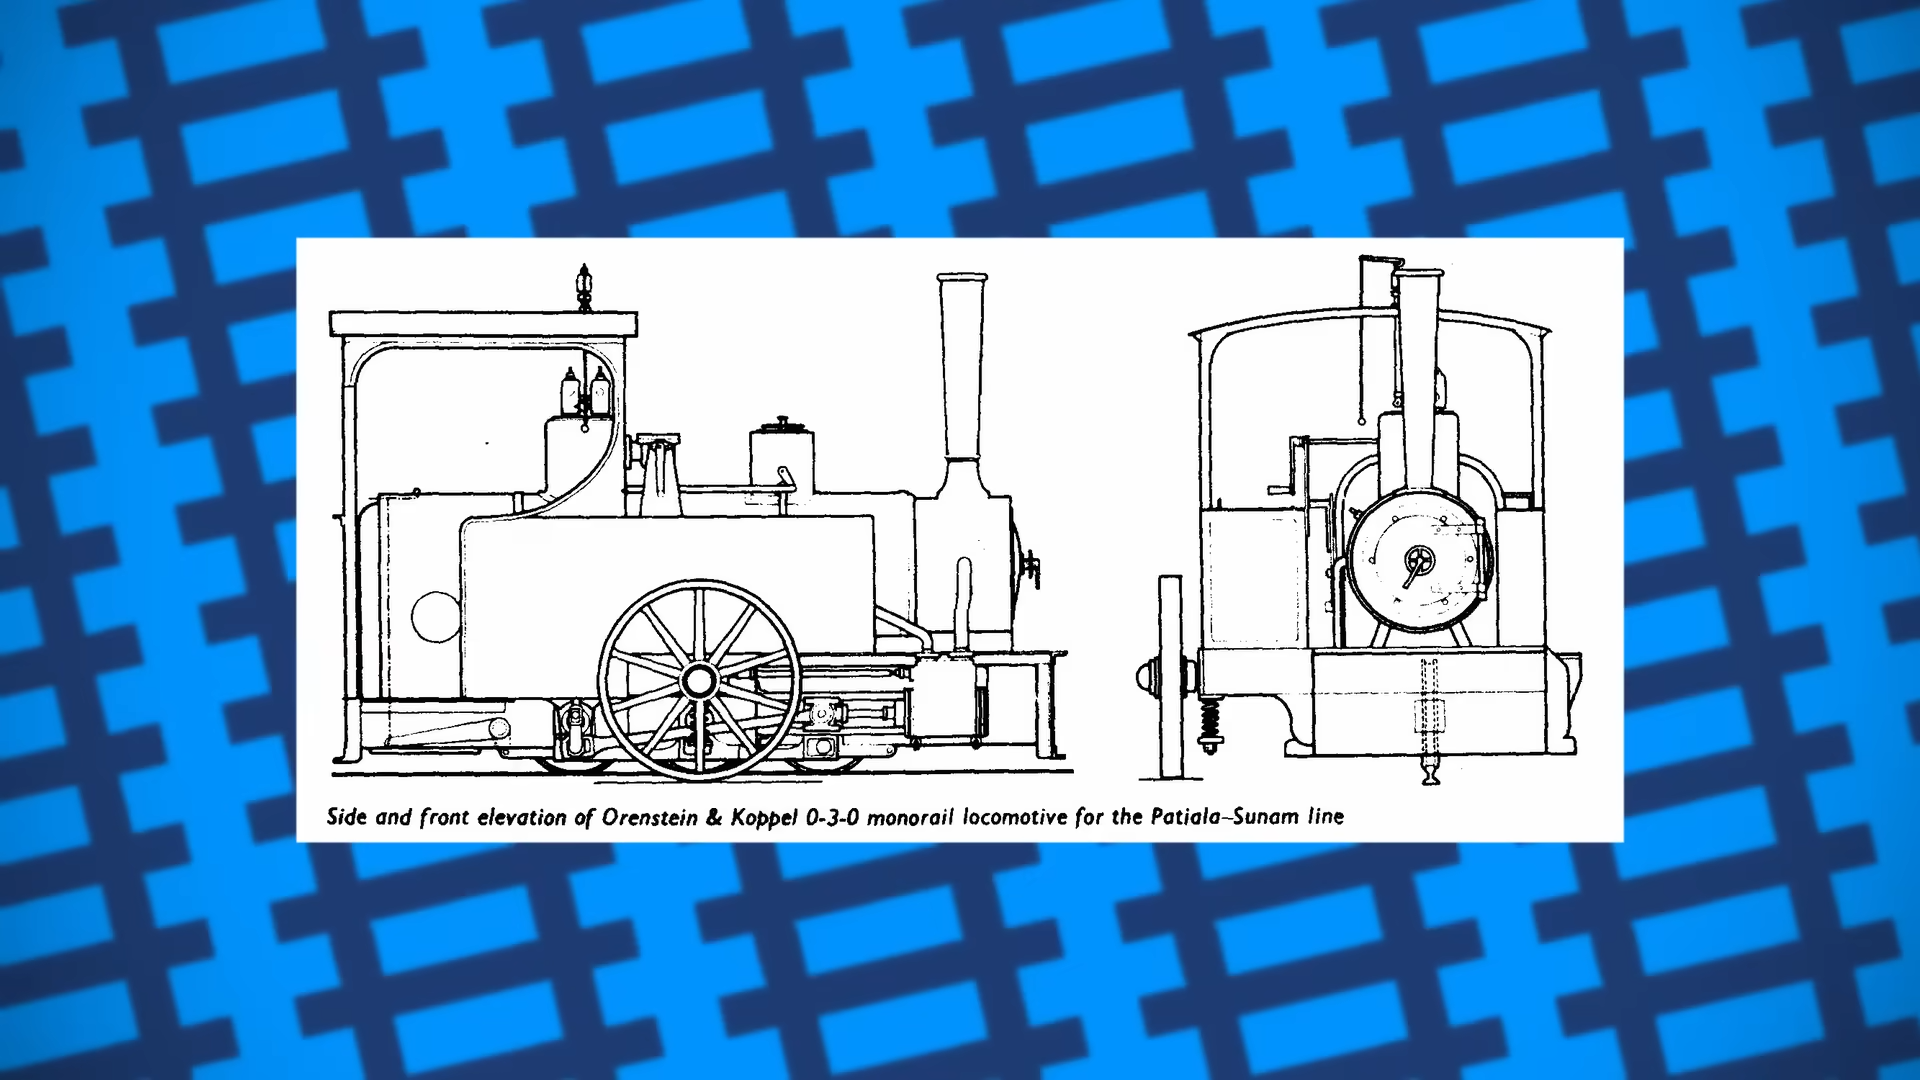 Side and front elevation of Orenstein & Koppel 0-3-0 monorail locomotive for the Patiala–Sunam line